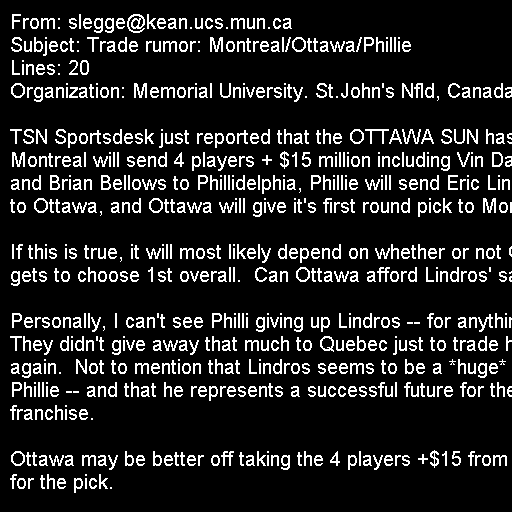 From: slegge@kean.ucs.mun.ca
Subject: Trade rumor: Montreal/Ottawa/Phillie
Lines: 20
Organization: Memorial University. St.John's Nfld, Canada
TSN Sportsdesk just reported that the OTTAWA SUN has
Montreal will send 4 players + $15 million including Vin Da
and Brian Bellows to Phillidelphia, Phillie will send Eric Lin
to Ottawa, and Ottawa will give it's first round pick to Mon
If this is true, it will most likely depend on whether or not
gets to choose 1st overall. Can Ottawa afford Lindros' sa
Personally, I can't see Philli giving up Lindros -- for anythin
They didn't give away that much to Quebec just to trade h
again. Not to mention that Lindros seems to be a *huge*
Phillie -- and that he represents a successful future for the
franchise.
Ottawa may be better off taking the 4 players +$15 from
for the pick.